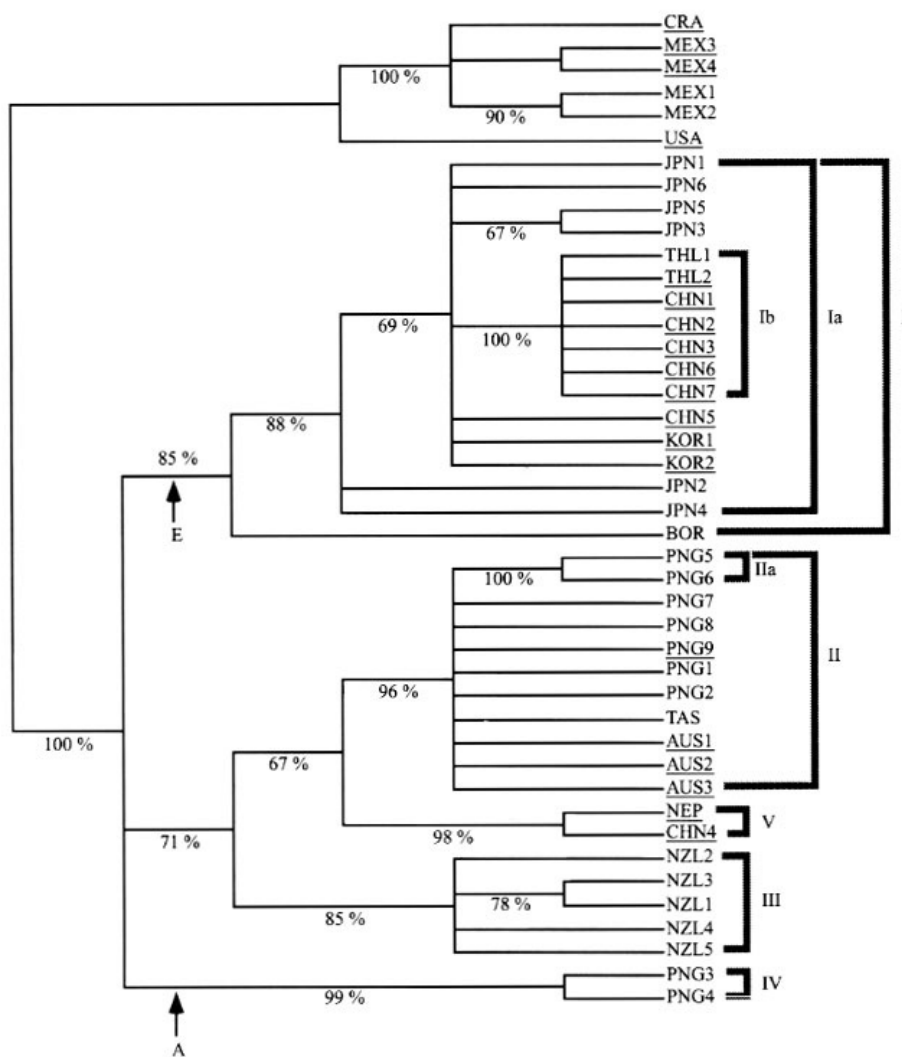 CRA
MEX3
100 %
MEX4
MEX1
90 %
MEX2
USA
JPN1
JPN6
JPN5
67 %
JPN3
THL1
THL2
CHN1
69 %
100 %
CHN2
Ib
Ia
CHN3
CHN6
CHN7
88 %
CHN5
KOR1
85 %
KOR2
JPN2
JPN4
E
BOR
PNG5
100 %
PNG6
IIa
PNG7
PNG8
PNG9
II
96 %
PNG1
PNG2
TAS
100 %
AUS1
67 %
AUS2
AUS3
NEP
V
98 %
CHN4
71 %
NZL2
NZL3
78 %
III
85 %
NZL1
NZL4
NZL5
PNG3
IV
99 %
PNG4
A